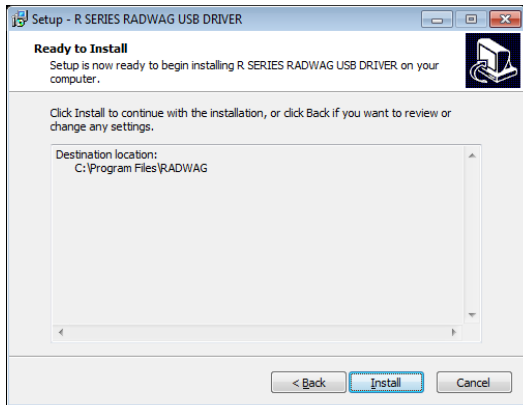 Setup - R SERIES RADWAG USB DRIVER
Ready to Install
Setup is now ready to begin installing R SERIES RADWAG USB DRIVER on your
computer.
Click Install to continue with the installation, or click Back if you want to review or
change any settings.
Destination location:
C:\Program Files\RADWAG
< Back
Install
Cancel